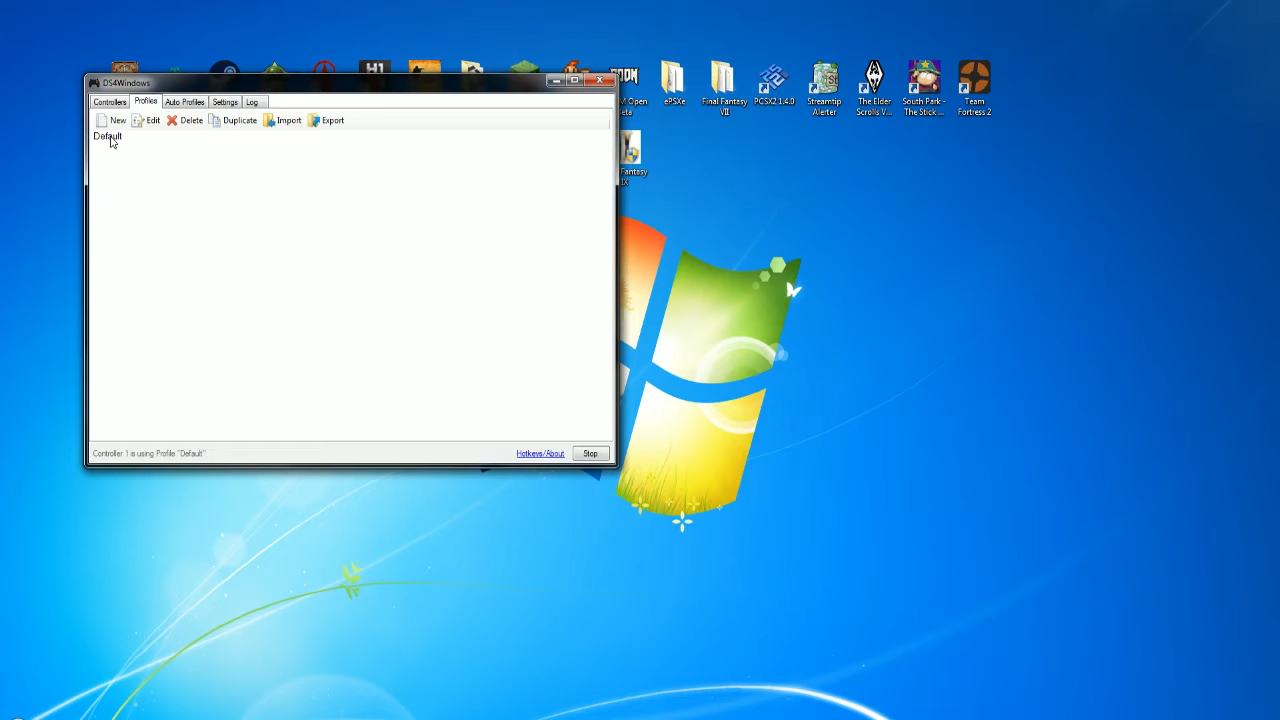 DS4Windows
Controllers Profiles Auto Profiles Settings Log
New Edit Delete Duplicate Import Export
Default
Controller 1 is using Profile "Default"
Hotkeys/About
Stop
H1
ePSXe
Final Fantasy
VII
PCSX2 1.4.0
Streamtip
Alerter
The Elder
Scrolls V...
South Park -
The Stick ...
Team
Fortress 2
M Open
Beta
Fantasy
IX